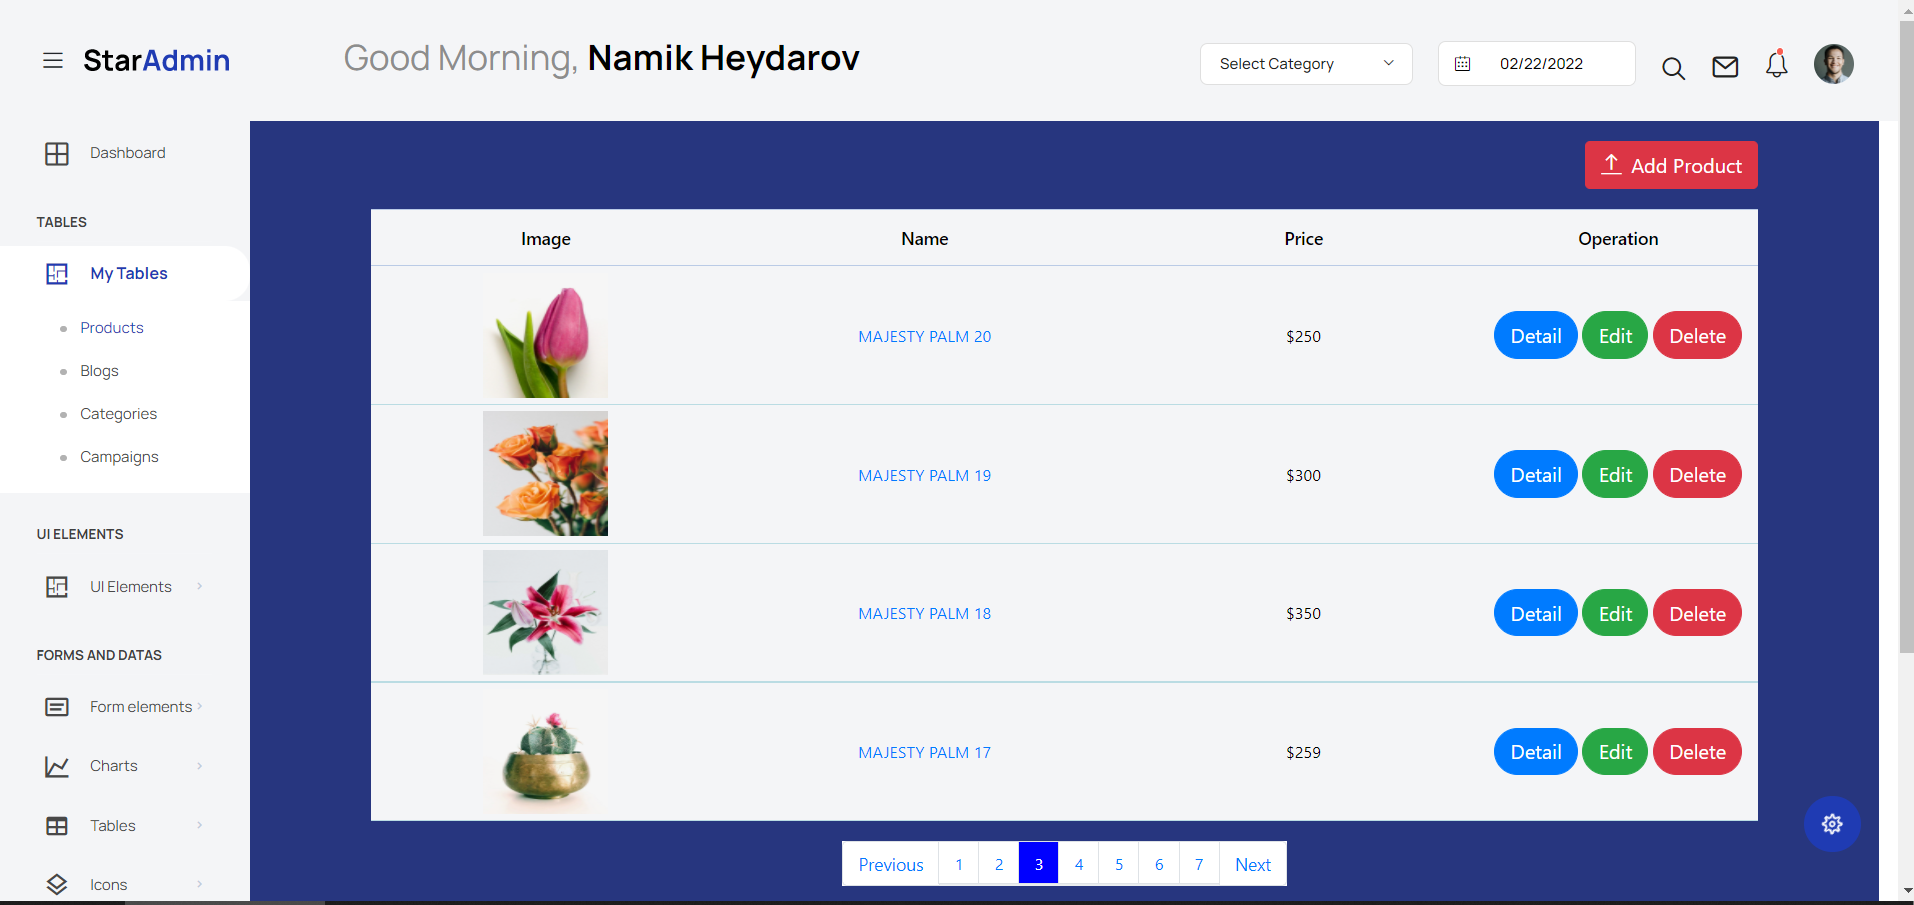 StarAdmin
Good Morning, Namik Heydarov
Select Category
02/22/2022
Dashboard
TABLES
My Tables
Products
Blogs
Categories
Campaigns
UI ELEMENTS
UI Elements
FORMS AND DATAS
Form elements
Charts
Tables
Icons
Add Product
Image Name Price Operation
MAJESTY PALM 20 $250 Detail Edit Delete
MAJESTY PALM 19 $300 Detail Edit Delete
MAJESTY PALM 18 $350 Detail Edit Delete
MAJESTY PALM 17 $259 Detail Edit Delete
Previous 1 2 3 4 5 6 7 Next